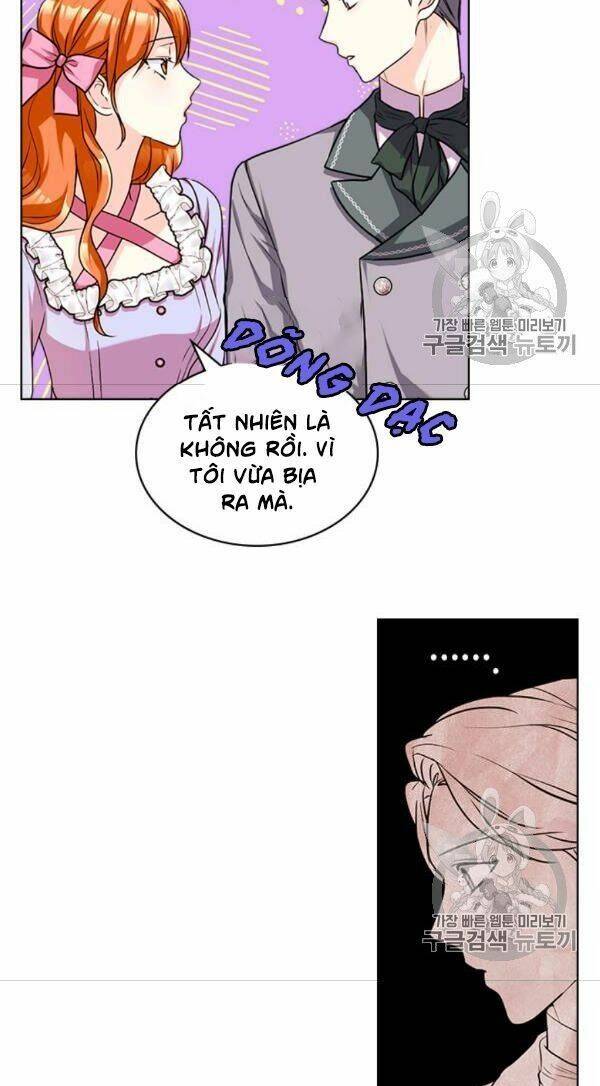 가장 빠른 웹툰 미리보기
구글검색 뉴토끼
DÕNG DẠC
TẤT NHIÊN LÀ
KHÔNG RỒI. VÌ
TÔI VỪA BỊA
RA MÀ.
.......
가장 빠른 웹툰 미리보기
구글검색 뉴토끼